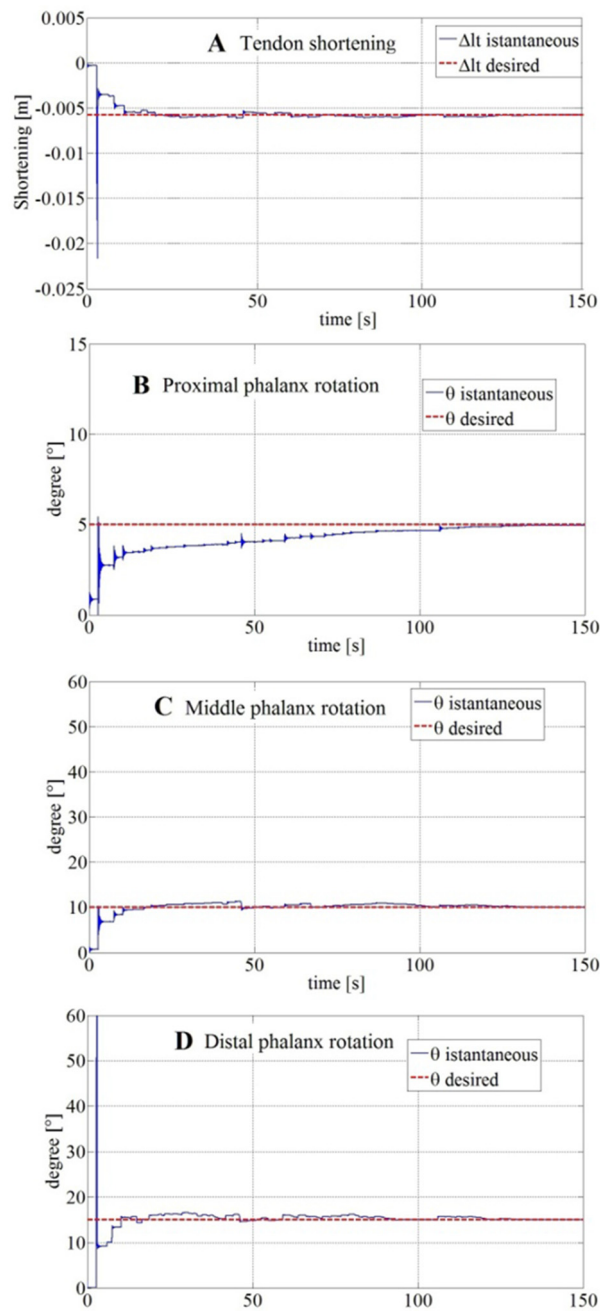 0.005
A Tendon shortening
Δlt istantaneous
Δlt desired
0
-0.005
-0.01
-0.015
-0.02
-0.025
Shortening [m]
0 50 100 150
time [s]
15
B Proximal phalanx rotation
θ istantaneous
θ desired
10
5
0
degree [°]
0 50 100 150
time [s]
60
C Middle phalanx rotation
θ istantaneous
θ desired
50
40
30
20
10
0
degree [°]
0 50 100 150
time [s]
60
D Distal phalanx rotation
θ istantaneous
θ desired
50
40
30
20
10
0
degree [°]
0 50 100 150